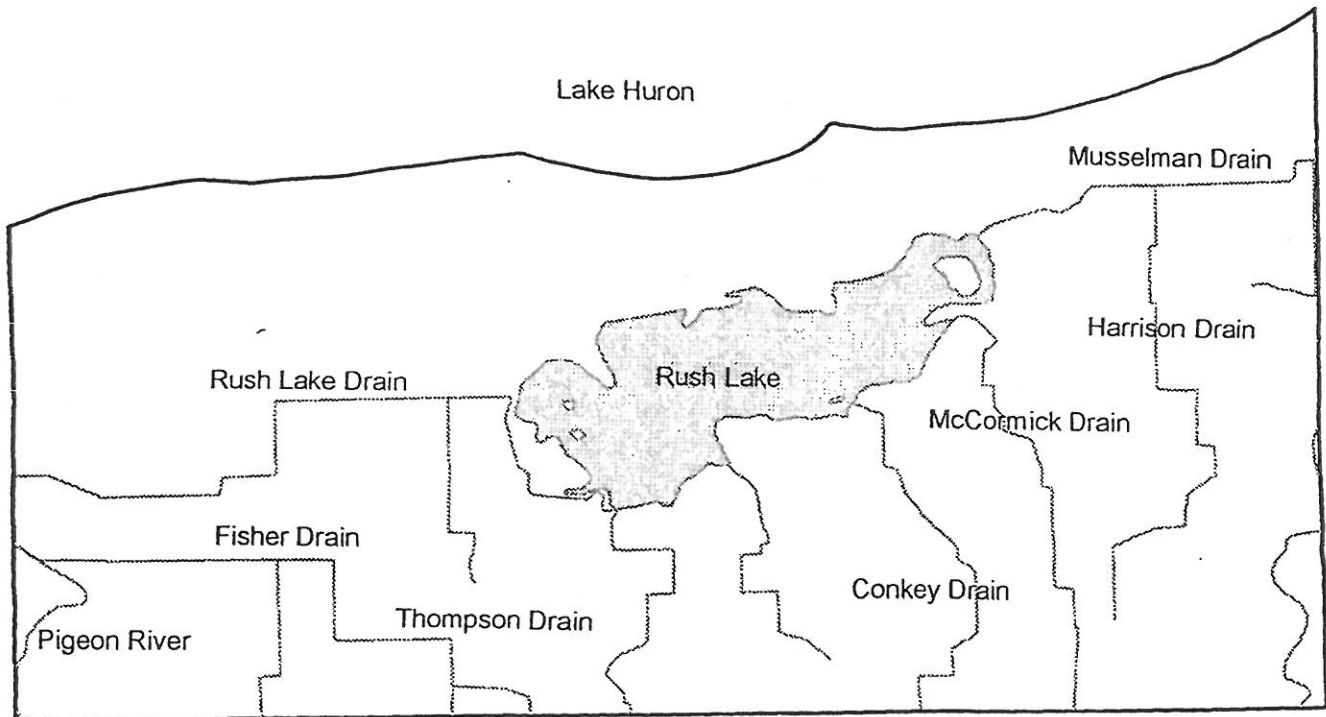 Lake Huron
Musselman Drain
Harrison Drain
Rush Lake Drain
Rush Lake
McCormick Drain
Fisher Drain
Conkey Drain
Thompson Drain
Pigeon River